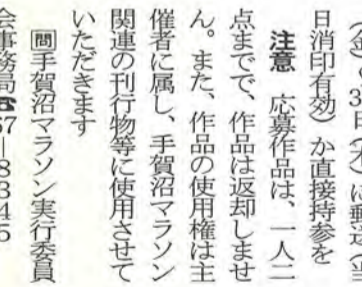 日消印有効）か直接持参を
注意　応募作品は、一人二
点までで、作品は返却しませ
ん。また、作品の使用権は主
催者に属し、手賀沼マラソン
関連の刊行物等に使用させて
いただきます
問手賀沼マラソン実行委員
会事務局☎67―8345